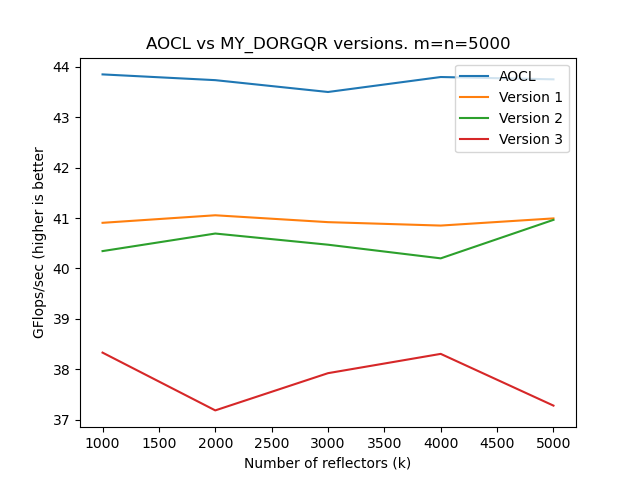 AOCL vs MY_DORGQR versions. m=n=5000
44
43
42
41
40
39
38
37
GFlops/sec (higher is better
AOCL
Version 1
Version 2
Version 3
1000 1500 2000 2500 3000 3500 4000 4500 5000
Number of reflectors (k)